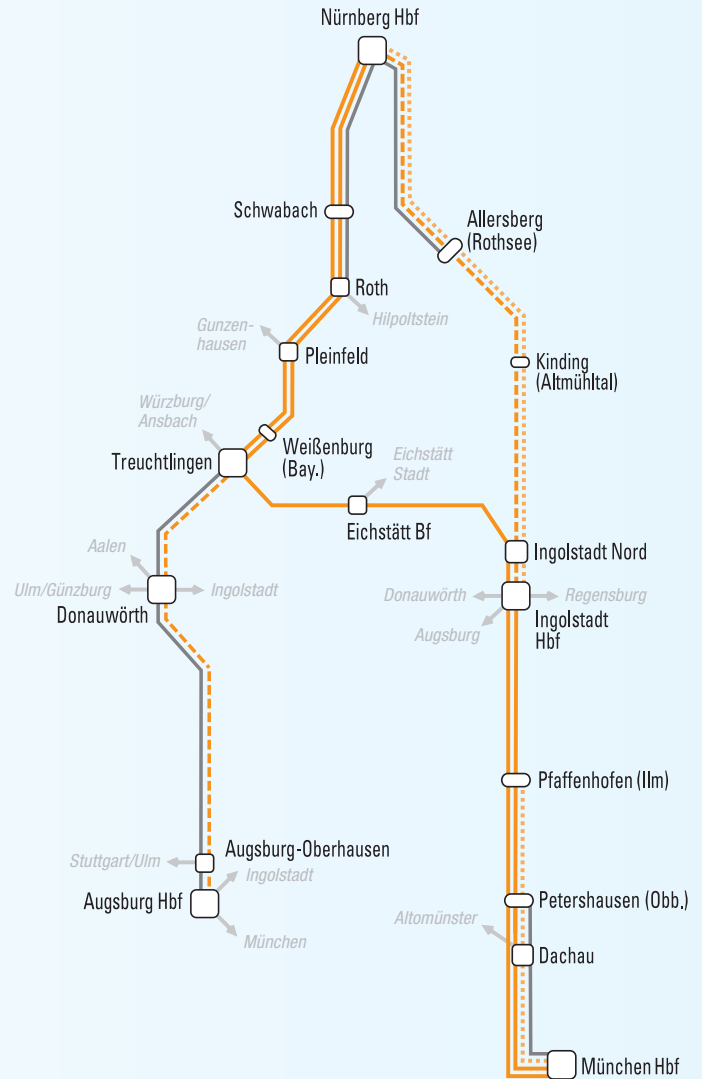 Nürnberg Hbf
Schwabach
Allersberg
(Rothsee)
Roth
Hilpoltstein
Gunzen-
hausen
Pleinfeld
Kinding
(Altmühltal)
Würzburg/
Ansbach
Treuchtlingen
Weißenburg
(Bay.)
Eichstätt
Stadt
Eichstätt Bf
Aalen
Ingolstadt Nord
Ulm/Günzburg
Ingolstadt
Donauwörth
Donauwörth
Regensburg
Augsburg
Ingolstadt
Hbf
Pfaffenhofen (Ilm)
Augsburg-Oberhausen
Stuttgart/Ulm
Ingolstadt
Augsburg Hbf
München
Petershausen (Obb.)
Altomünster
Dachau
München Hbf